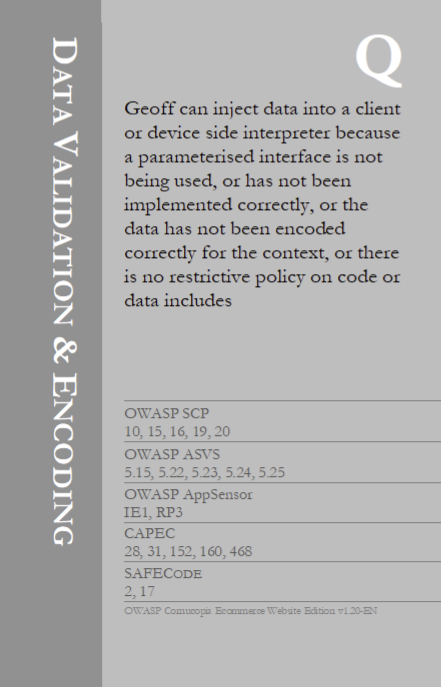 DATA VALIDATION & ENCODING
Q
Geoff can inject data into a client
or device side interpreter because
a parameterised interface is not
being used, or has not been
implemented correctly, or the
data has not been encoded
correctly for the context, or there
is no restrictive policy on code or
data includes
OWASP SCP
10, 15, 16, 19, 20
OWASP ASVS
5.15, 5.22, 5.23, 5.24, 5.25
OWASP AppSensor
IE1, RP3
CAPEC
28, 31, 152, 160, 468
SAFECODE
2, 17
OWASP Cornucopia Ecommerce Website Edition v1.20-EN